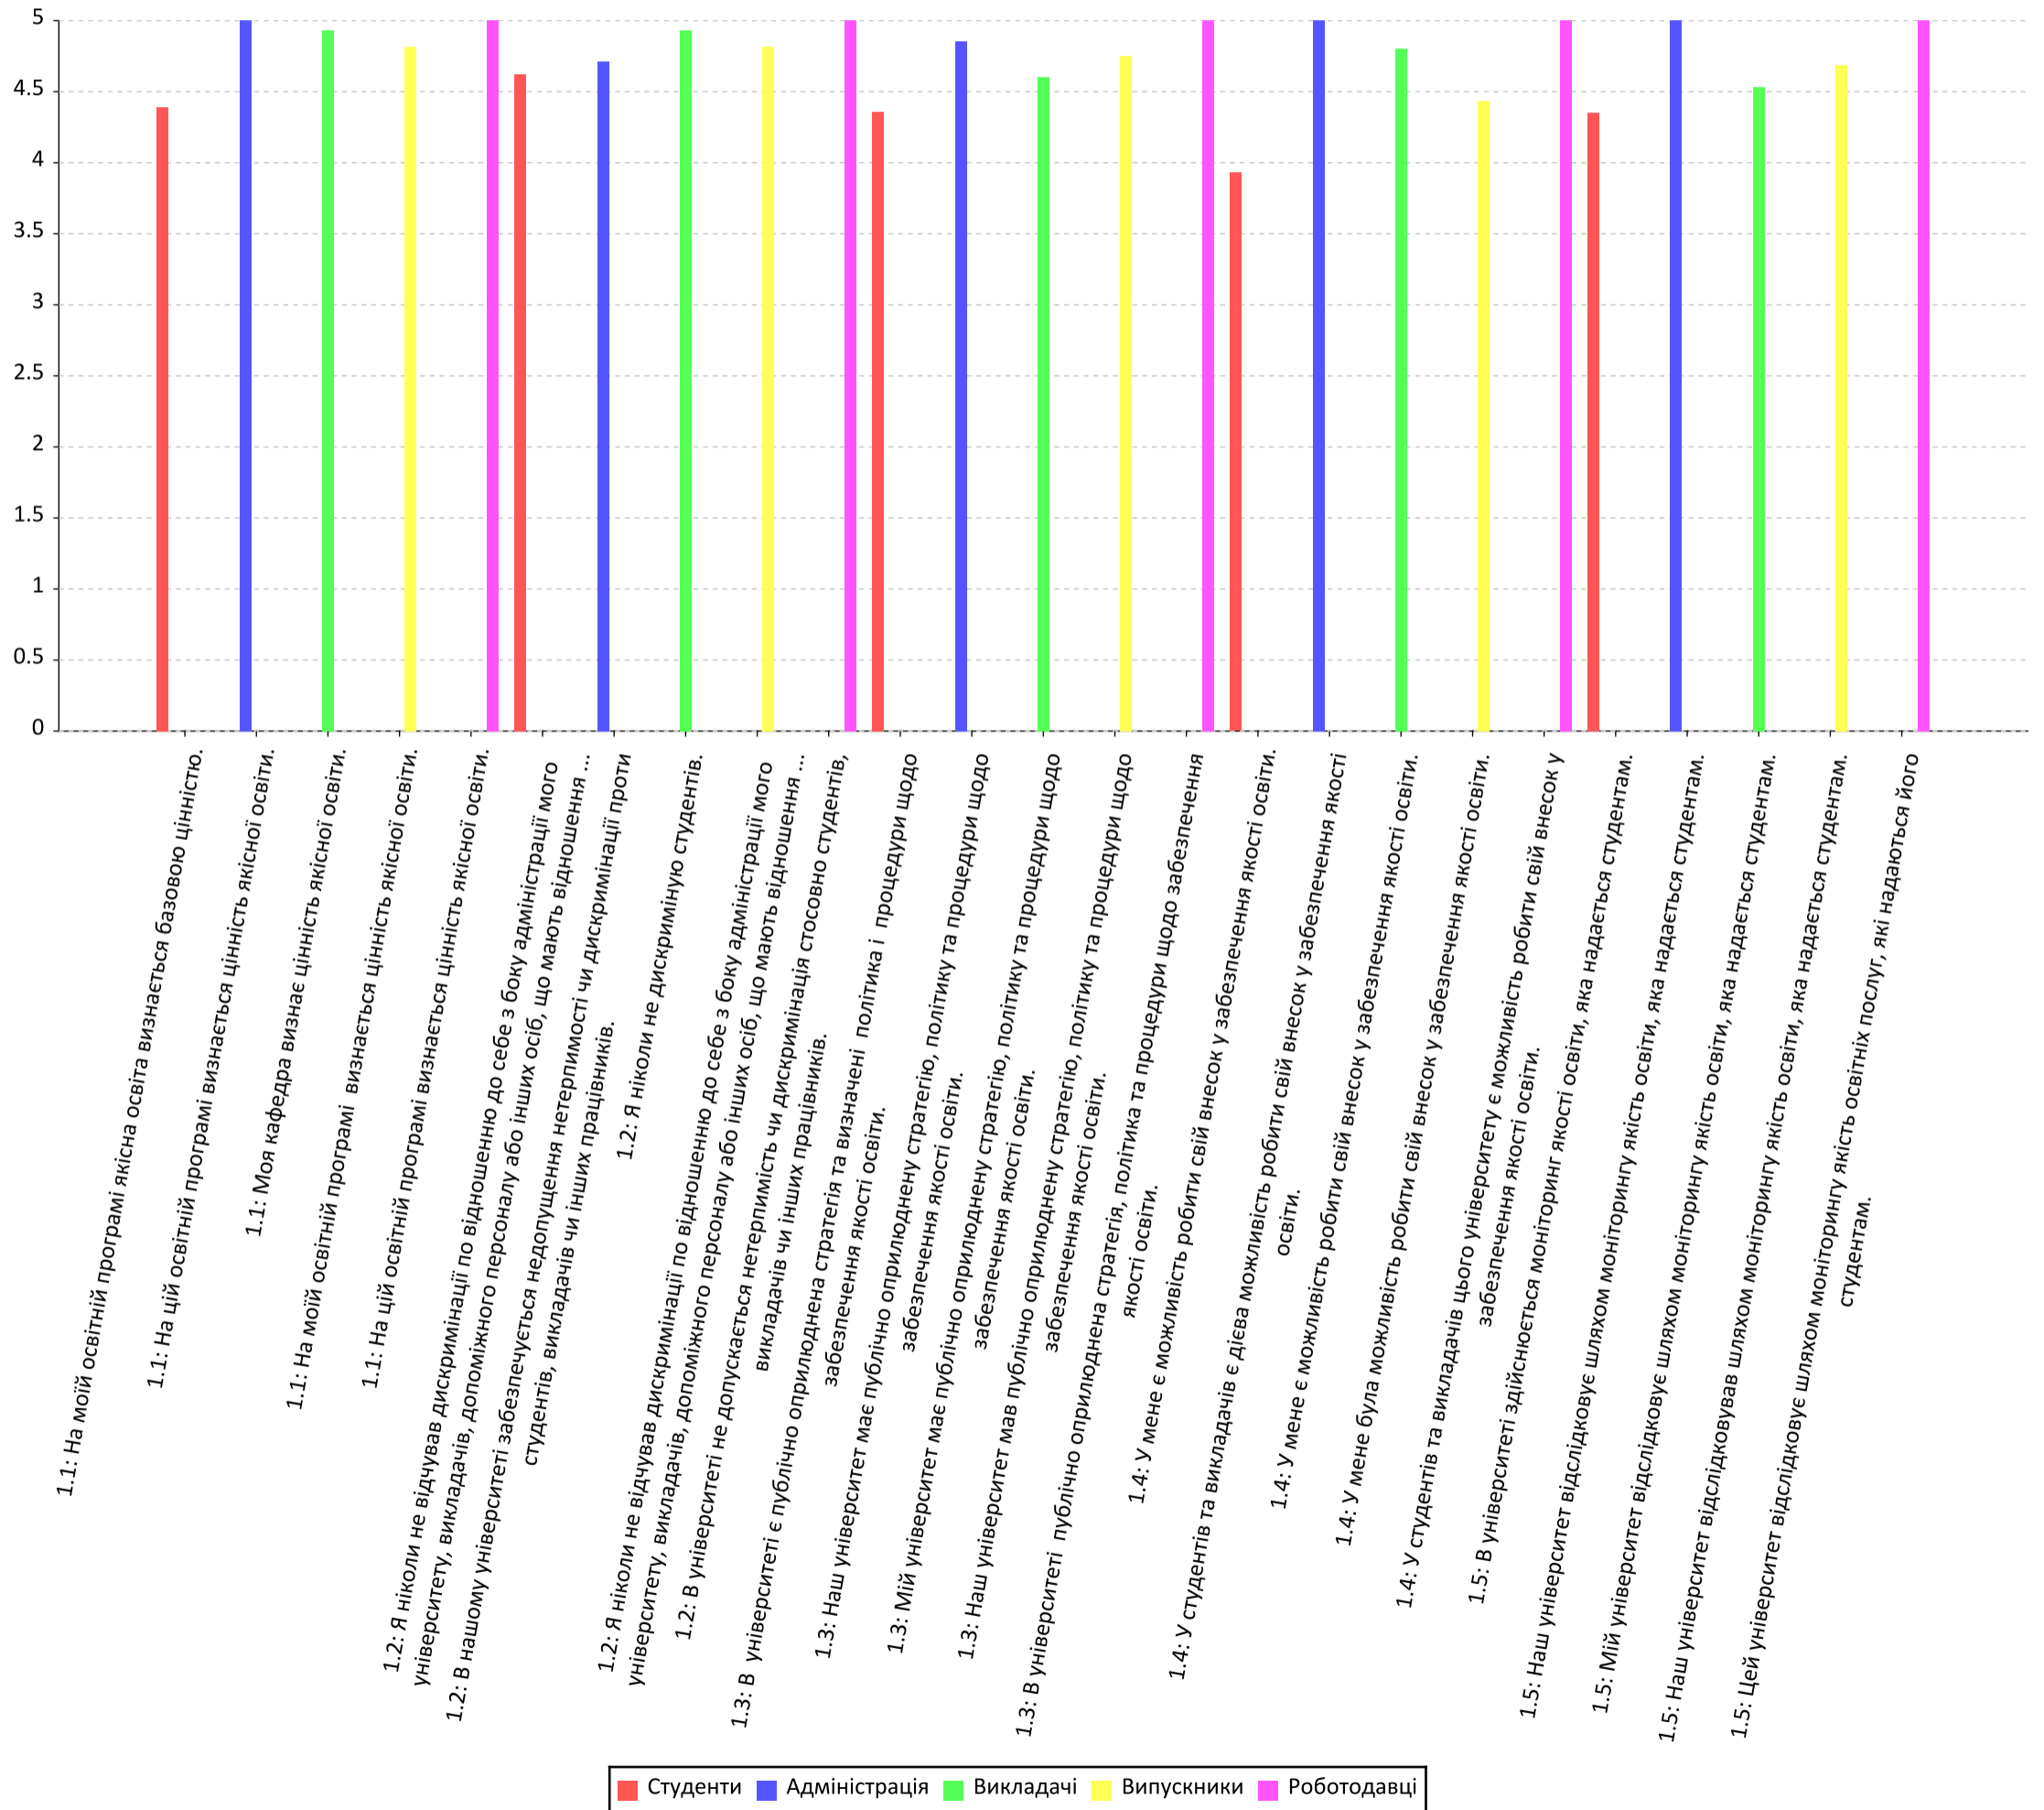 5
4.5
4
3.5
3
2.5
2
1.5
1
0.5
0
1.1: На моїй освітній програмі якісна освіта визнається базовою цінністю.
1.1: На цій освітній програмі визнається цінність якісної освіти.
1.1: Моя кафедра визнає цінність якісної освіти.
1.1: На моїй освітній програмі визнається цінність якісної освіти.
1.1: На цій освітній програмі визнається цінність якісної освіти.
1.2: Я ніколи не відчував дискримінації по відношенню до себе з боку адміністрації мого
університету, викладачів, допоміжного персоналу або інших осіб, що мають відношення ...
1.2: В нашому університеті забезпечується недопущення нетерпимості чи дискримінації проти
студентів, викладачів чи інших працівників.
1.2: Я ніколи не дискриміную студентів.
1.2: Я ніколи не відчував дискримінації по відношенню до себе з боку адміністрації мого
університету, викладачів, допоміжного персоналу або інших осіб, що мають відношення ...
1.2: В університеті не допускається нетерпимість чи дискримінація стосовно студентів,
викладачів чи інших працівників.
1.3: В університеті є публічно оприлюднена стратегія та визначені політика і процедури щодо
забезпечення якості освіти.
1.3: Наш університет має публічно оприлюднену стратегію, політику та процедури щодо
забезпечення якості освіти.
1.3: Мій університет має публічно оприлюднену стратегію, політику та процедури щодо
забезпечення якості освіти.
1.3: Наш університет мав публічно оприлюднену стратегію, політику та процедури щодо
забезпечення якості освіти.
1.3: В університеті публічно оприлюднена стратегія, політика та процедури щодо забезпечення
якості освіти.
1.4: У мене є можливість робити свій внесок у забезпечення якості освіти.
1.4: У студентів та викладачів є дієва можливість робити свій внесок у забезпечення якості
освіти.
1.4: У мене є можливість робити свій внесок у забезпечення якості освіти.
1.4: У мене була можливість робити свій внесок у забезпечення якості освіти.
1.4: У студентів та викладачів цього університету є можливість робити свій внесок у
забезпечення якості освіти.
1.5: В університеті здійснюється моніторинг якості освіти, яка надається студентам.
1.5: Наш університет відслідковує шляхом моніторингу якість освіти, яка надається студентам.
1.5: Мій університет відслідковує шляхом моніторингу якість освіти, яка надається студентам.
1.5: Наш університет відслідковував шляхом моніторингу якість освіти, яка надається студентам.
1.5: Цей університет відслідковує шляхом моніторингу якість освітніх послуг, які надаються його
студентам.
Студенти
Адміністрація
Викладачі
Випускники
Роботодавці